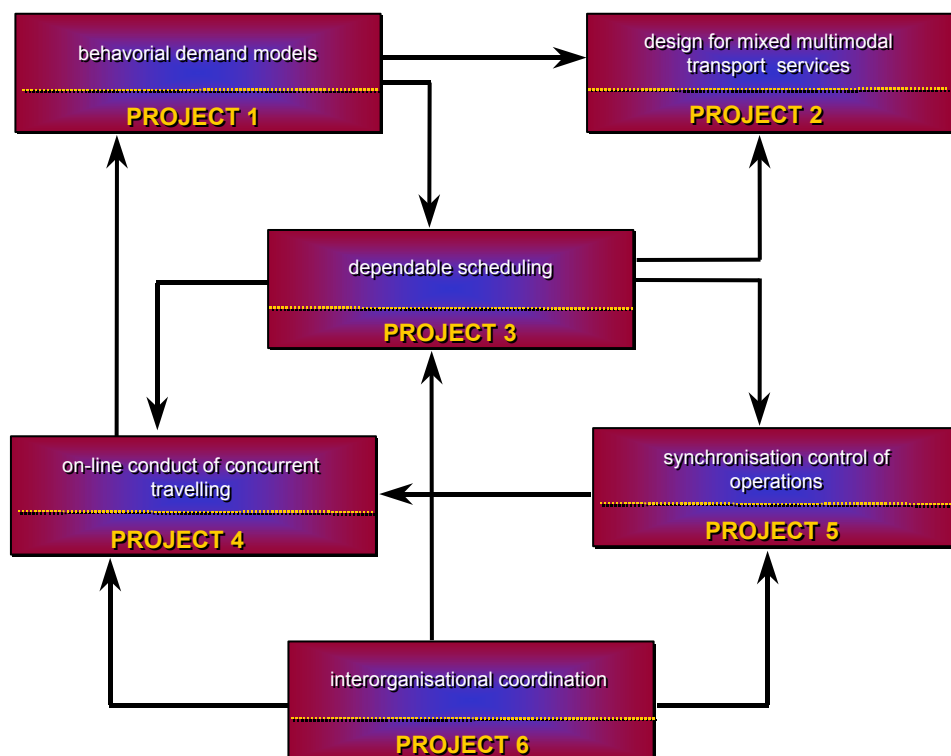 behavorial demand models
PROJECT 1
design for mixed multimodal
transport services
PROJECT 2
dependable scheduling
PROJECT 3
on-line conduct of concurrent
travelling
PROJECT 4
synchronisation control of
operations
PROJECT 5
interorganisational coordination
PROJECT 6